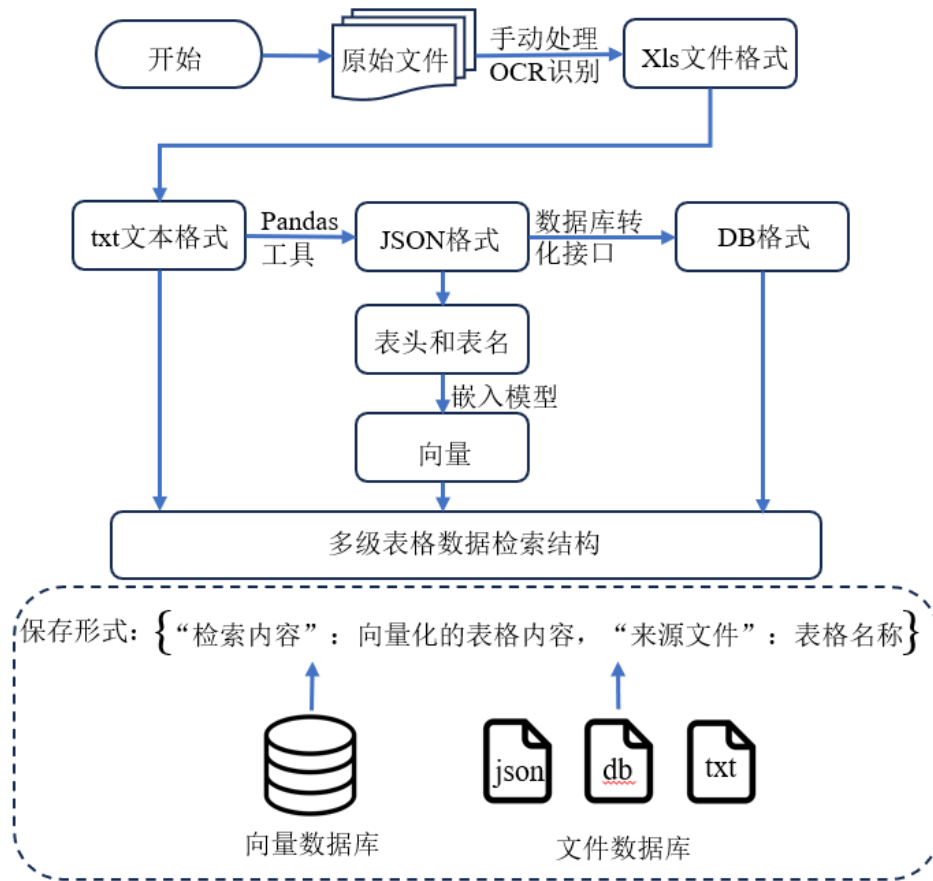 开始
原始文件
手动处理
OCR识别
Xls文件格式
txt文本格式
Pandas
工具
JSON格式
数据库转
化接口
DB格式
表头和表名
嵌入模型
向量
多级表格数据检索结构
保存形式：{“检索内容”：向量化的表格内容，“来源文件”：表格名称}
json
db
txt
向量数据库
文件数据库